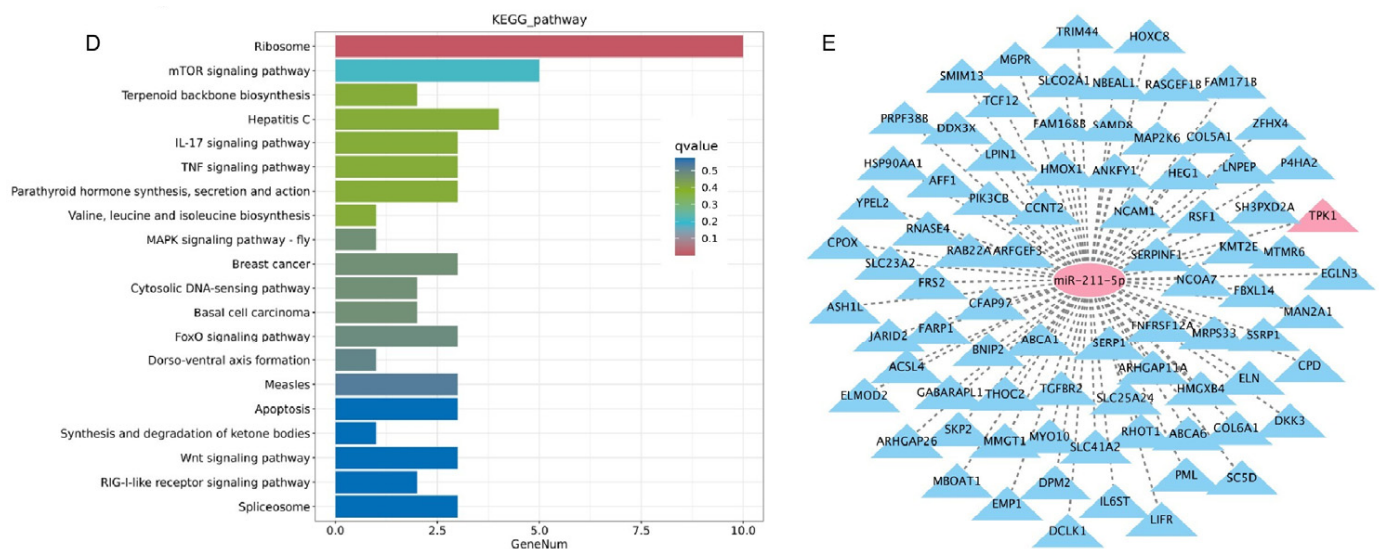 D
KEGG_pathway
Ribosome
mTOR signaling pathway
Terpenoid backbone biosynthesis
Hepatitis C
IL-17 signaling pathway
TNF signaling pathway
Parathyroid hormone synthesis, secretion and action
Valine, leucine and isoleucine biosynthesis
MAPK signaling pathway - fly
Breast cancer
Cytosolic DNA-sensing pathway
Basal cell carcinoma
FoxO signaling pathway
Dorso-ventral axis formation
Measles
Apoptosis
Synthesis and degradation of ketone bodies
Wnt signaling pathway
RIG-I-like receptor signaling pathway
Spliceosome
0.0 2.5 5.0 7.5 10.0
GeneNum
qvalue
0.5
0.4
0.3
0.2
0.1
E
TRIM44 HOXC8
M6PR
SMIM13 SLCO2A1 NBEAL1 RASGEF1B FAM171B
TCF12
PRPF38B DDX3X FAM168B SAMD8 MAP2K6 COL5A1 ZFHX4
HSP90AA1 LPIN1 HMOX1 ANKFY1 HEG1 LNPEP P4HA2
AFF1
YPEL2 PIK3CB CCNT2 NCAM1 RSF1 SH3PXD2A TPK1
RNASE4
CPOX RAB22A ARFGEF3 SERPINF1 KMT2E MTMR6
SLC23A2 FRS2 miR-211-5p NCOA7 FBXL14 EGLN3
ASH1L CFAP97 MAN2A1
JARID2 FARP1 BNIP2 ABCA1 SERP1 TNFRSF12A MRPS33 SSRP1
ACSL4 ARHGAP11A CPD
ELMOD2 GABARAPL1 THOC2 TGFBR2 SLC25A24 HMGXB4 ELN
ARHGAP26 SKP2 MMGT1 MYO10 SLC41A2 RHOT1 ABCA6 COL6A1 DKK3
MBOAT1 DPM2 PML SC5D
EMP1 IL6ST
DCLK1 LIFR